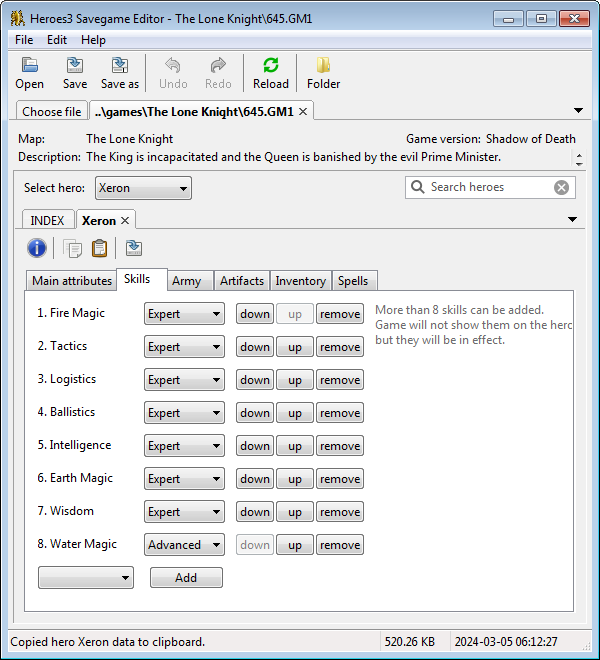 Heroes3 Savegame Editor - The Lone Knight\645.GM1
File Edit Help
Open Save Save as Undo Redo Reload Folder
Choose file ..\games\The Lone Knight\645.GM1
Map: The Lone Knight Game version: Shadow of Death
Description: The King is incapacitated and the Queen is banished by the evil Prime Minister.
Select hero: Xeron Search heroes
INDEX Xeron
Main attributes Skills Army Artifacts Inventory Spells
1. Fire Magic Expert down up remove More than 8 skills can be added.
Game will not show them on the herc
but they will be in effect.
2. Tactics Expert down up remove
3. Logistics Expert down up remove
4. Ballistics Expert down up remove
5. Intelligence Expert down up remove
6. Earth Magic Expert down up remove
7. Wisdom Expert down up remove
8. Water Magic Advanced down up remove
Add
Copied hero Xeron data to clipboard. 520.26 KB 2024-03-05 06:12:27